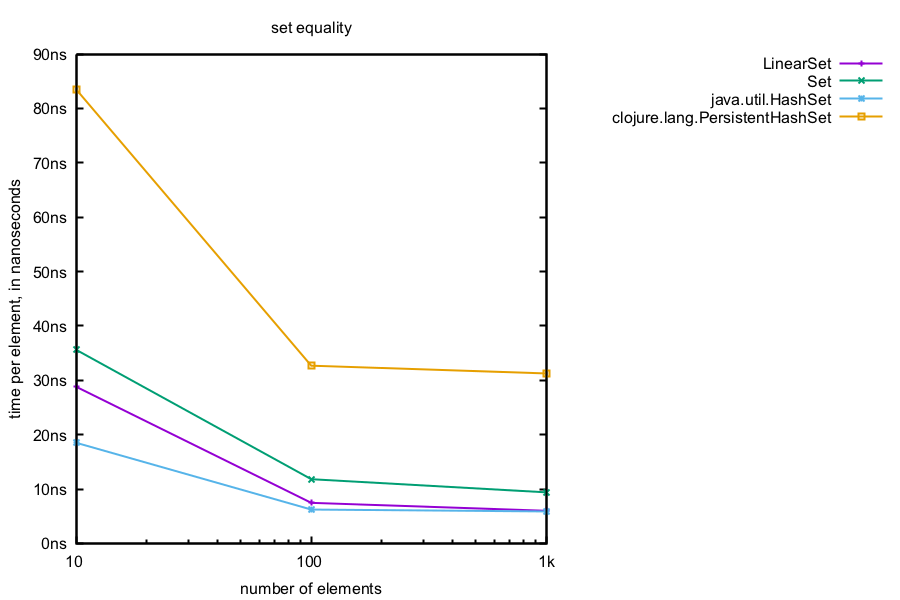 set equality
90ns
80ns
70ns
60ns
50ns
40ns
30ns
20ns
10ns
0ns
time per element, in nanoseconds
10 100 1k
number of elements
LinearSet
Set
java.util.HashSet
clojure.lang.PersistentHashSet